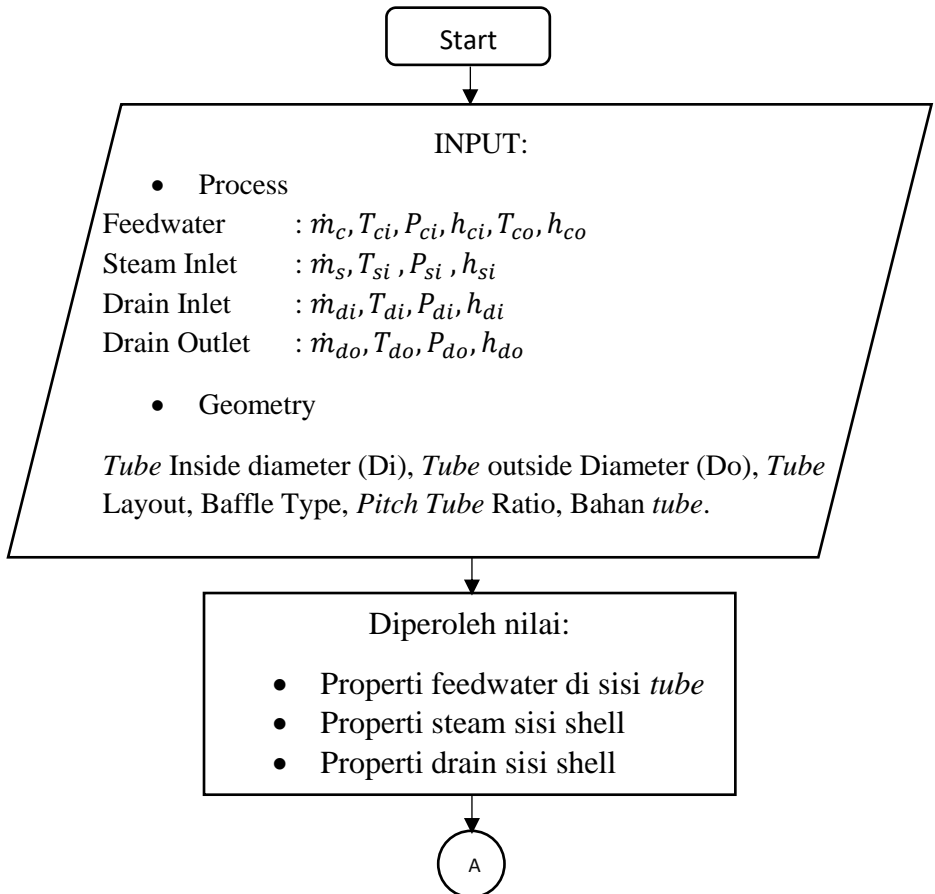 Start
INPUT:
• Process
Feedwater : ṁ_c, T_ci, P_ci, h_ci, T_co, h_co
Steam Inlet : ṁ_s, T_si , P_si , h_si
Drain Inlet : ṁ_di, T_di, P_di, h_di
Drain Outlet : ṁ_do, T_do, P_do, h_do
• Geometry
Tube Inside diameter (Di), Tube outside Diameter (Do), Tube
Layout, Baffle Type, Pitch Tube Ratio, Bahan tube.
Diperoleh nilai:
• Properti feedwater di sisi tube
• Properti steam sisi shell
• Properti drain sisi shell
A